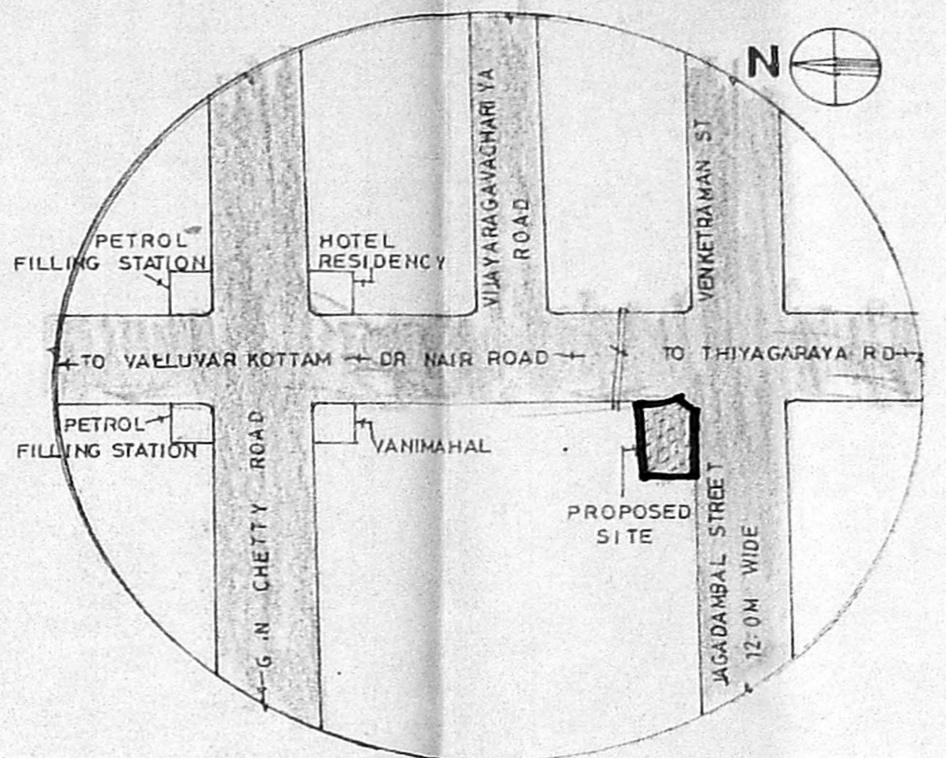 N
VIJAYARAGAVACHARIYA
ROAD
VENKETRAMAN ST
PETROL
FILLING STATION
HOTEL
RESIDENCY
TO VALLUVAR KOTTAM
DR NAIR ROAD
TO THIYAGARAYA RD
PETROL
FILLING STATION
VANIMAHAL
G N CHETTY ROAD
PROPOSED
SITE
JAGADAMBAL STREET
12.0M WIDE